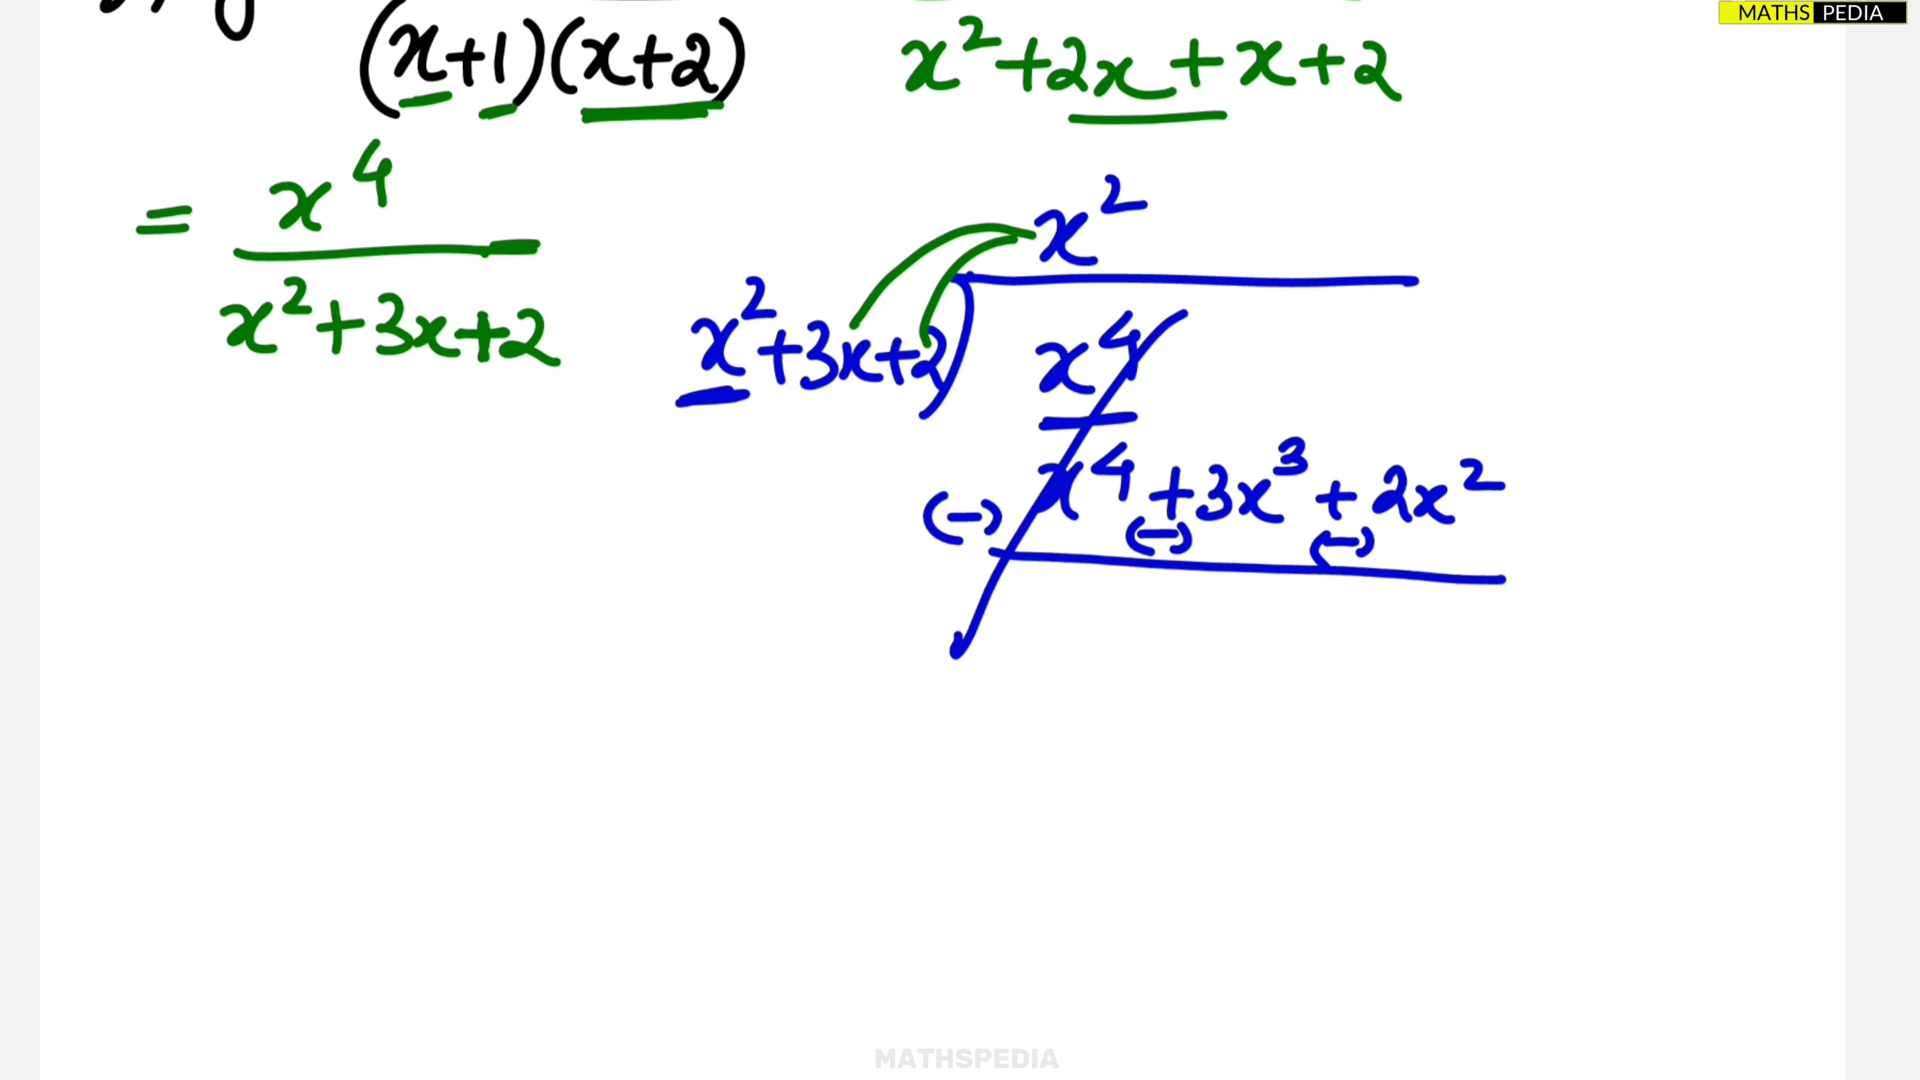 MATHS PEDIA
(x+1)(x+2)
x²+2x+x+2
= x⁴
x²+3x+2
x²
x²+3x+2
x⁴
x⁴+3x³+2x²
(-) (-) (-)
MATHSPEDIA